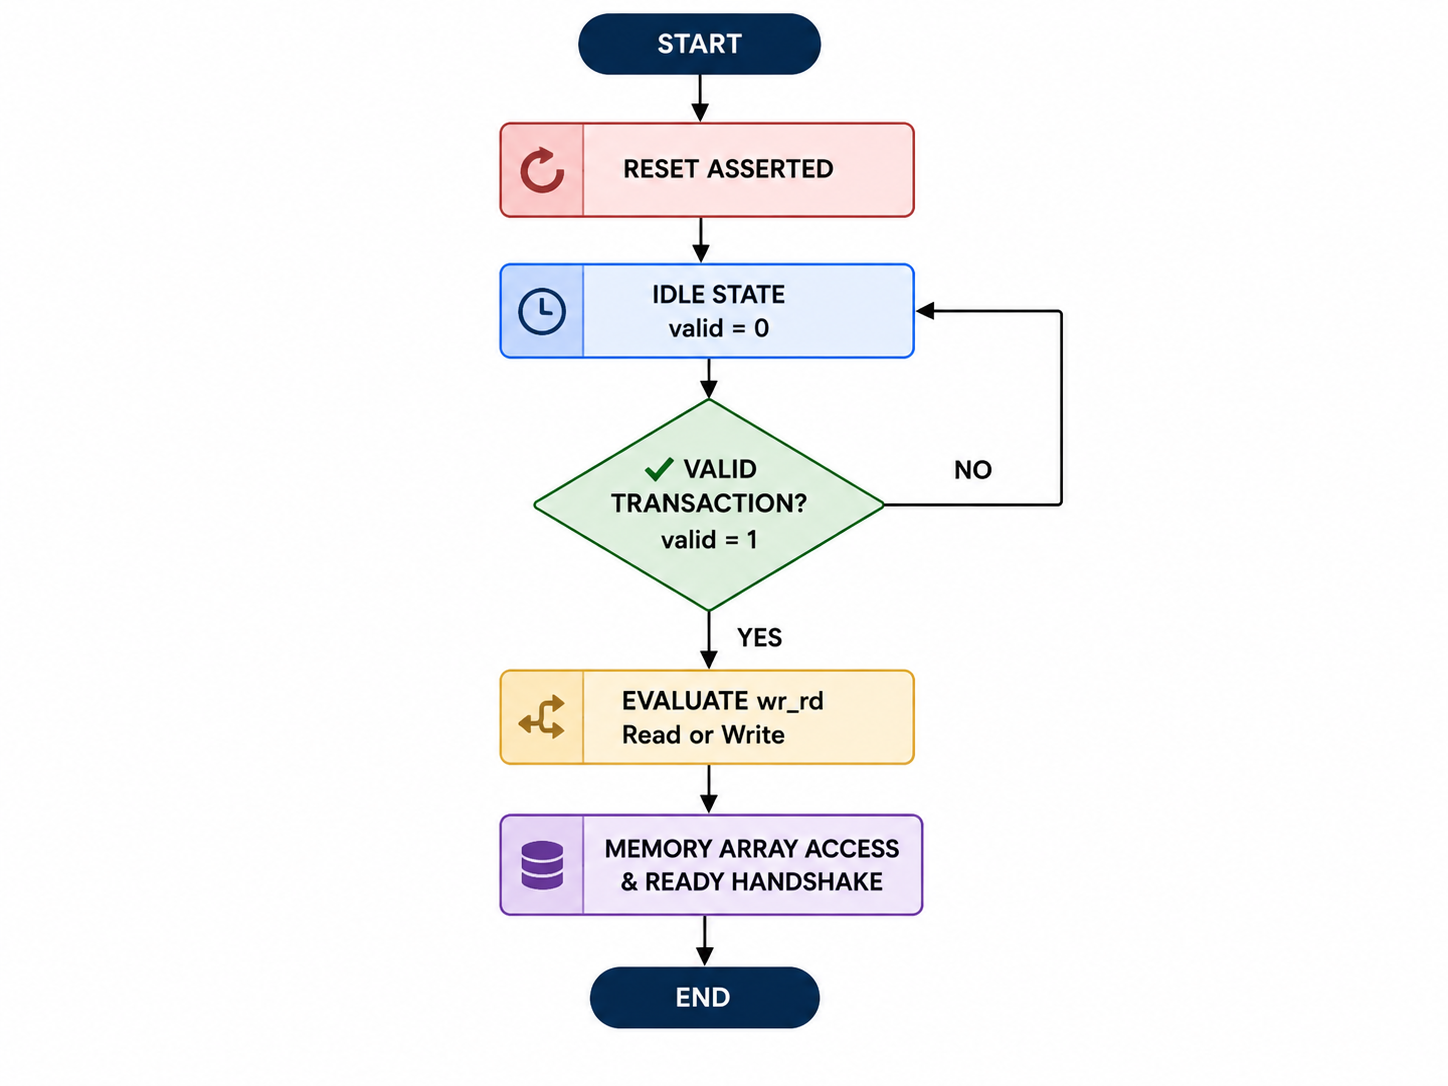 START
RESET ASSERTED
IDLE STATE
valid = 0
VALID
TRANSACTION?
valid = 1
NO
YES
EVALUATE wr_rd
Read or Write
MEMORY ARRAY ACCESS
& READY HANDSHAKE
END